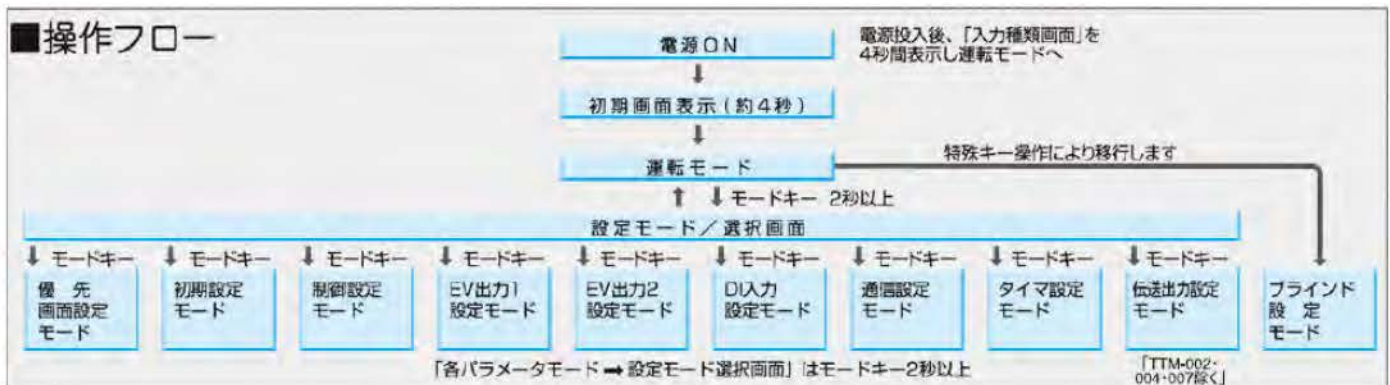 ■操作フロー
電源ON
電源投入後、「入力種類画面」を
4秒間表示し運転モードへ
初期画面表示(約4秒)
運転モード
特殊キー操作により移行します
モードキー 2秒以上
設定モード/選択画面
モードキー モードキー モードキー モードキー モードキー モードキー モードキー モードキー モードキー
優先
画面設定
モード
初期設定
モード
制御設定
モード
EV出力1
設定モード
EV出力2
設定モード
DI入力
設定モード
通信設定
モード
タイマ設定
モード
伝送出力設定
モード
ブラインド
設定
モード
「各パラメータモード➡設定モード選択画面」はモードキー2秒以上
「TTM-002・
004・007除く」